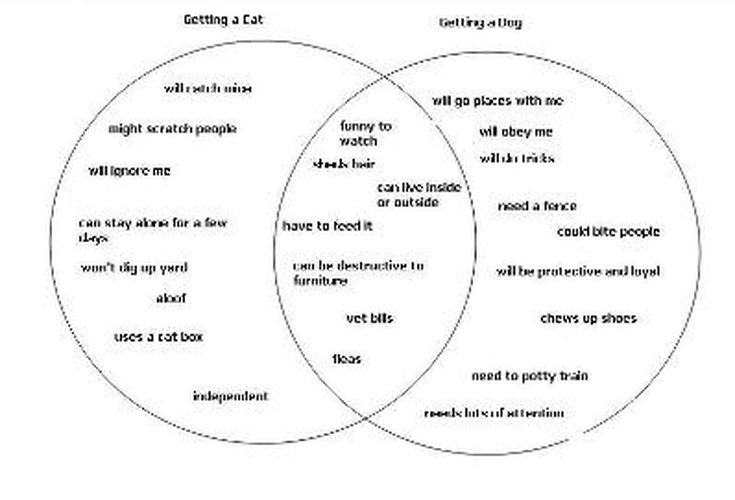 Getting a Cat
Getting a Dog
will catch mice
might scratch people
will ignore me
can stay alone for a few
days
won't dig up yard
aloof
uses a cat box
independent
funny to
watch
sheds hair
can live inside
or outside
have to feed it
can be destructive to
furniture
vet bills
fleas
will go places with me
will obey me
will do tricks
need a fence
could bite people
will be protective and loyal
chews up shoes
need to potty train
needs lots of attention